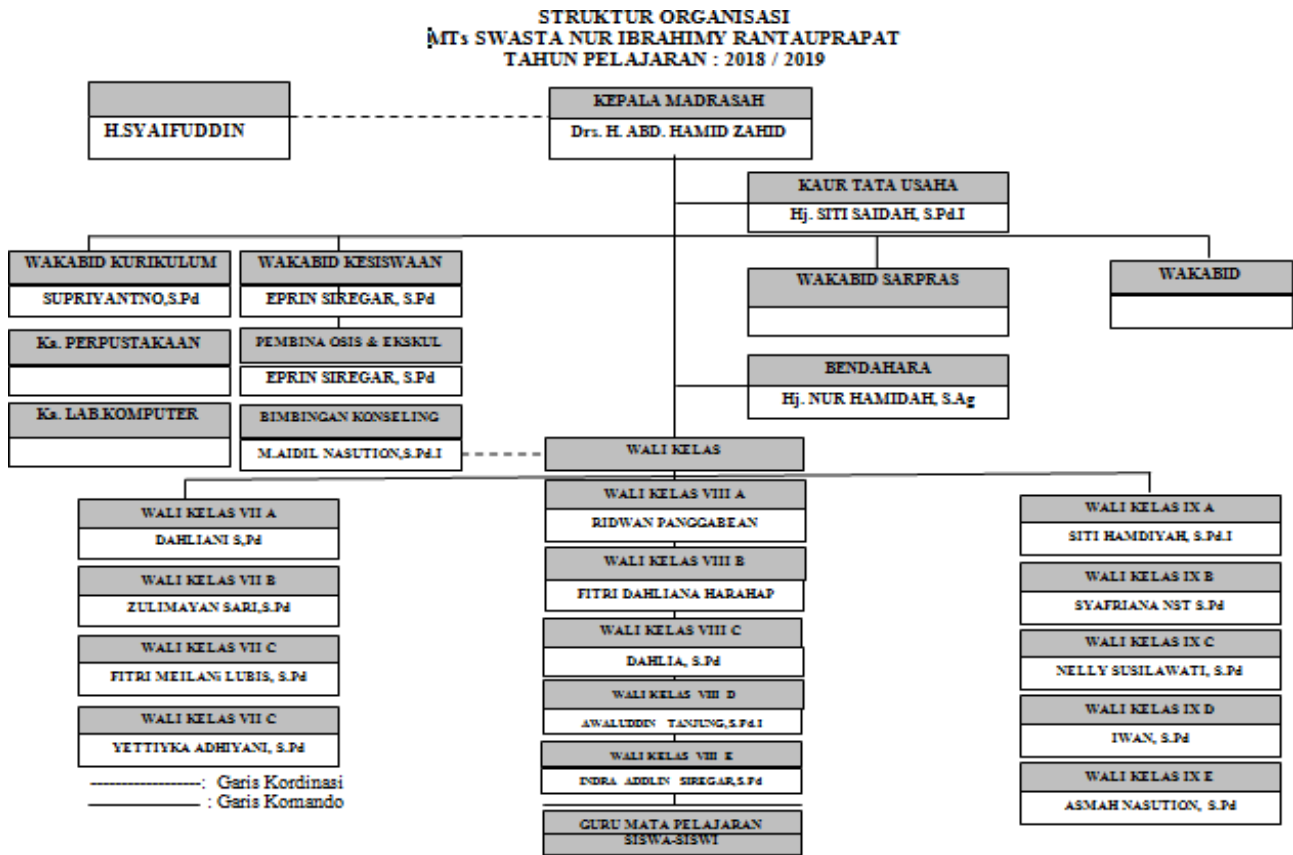 STRUKTUR ORGANISASI
MTs SWASTA NUR IBRAHIMY RANTAUPRAPAT
TAHUN PELAJARAN : 2018 / 2019
H.SYAIFUDDIN
KEPALA MADRASAH
Drs. H. ABD. HAMID ZAHID
KAUR TATA USAHA
Hj. SITI SAIDAH, S.Pd.I
WAKABID KURIKULUM
SUPRIYANTNO,S.Pd
WAKABID KESISWAAN
EPRIN SIREGAR, S.Pd
WAKABID SARPRAS
WAKABID
Ka. PERPUSTAKAAN
PEMBINA OSIS & EKSKUL
EPRIN SIREGAR, S.Pd
BENDAHARA
Hj. NUR HAMIDAH, S.Ag
Ka. LAB.KOMPUTER
BIMBINGAN KONSELING
M.AIDIL NASUTION,S.Pd.I
WALI KELAS
WALI KELAS VII A
DAHLIANI S,Pd
WALI KELAS VII B
ZULIMAYAN SARI,S.Pd
WALI KELAS VII C
FITRI MEILANi LUBIS, S.Pd
WALI KELAS VII C
YETTIYKA ADHIYANI, S.Pd
WALI KELAS VIII A
RIDWAN PANGGABEAN
WALI KELAS VIII B
FITRI DAHLIANA HARAHAP
WALI KELAS VIII C
DAHLIA, S.Pd
WALI KELAS VIII D
AWALUDDIN TANJUNG,S.Pd.I
WALI KELAS VIII E
INDRA ADDLIN SIREGAR,S.Pd
GURU MATA PELAJARAN
SISWA-SISWI
WALI KELAS IX A
SITI HAMDIYAH, S.Pd.I
WALI KELAS IX B
SYAFRIANA NST S.Pd
WALI KELAS IX C
NELLY SUSILAWATI, S.Pd
WALI KELAS IX D
IWAN, S.Pd
WALI KELAS IX E
ASMAH NASUTION, S.Pd
-------------------: Garis Kordinasi
: Garis Komando